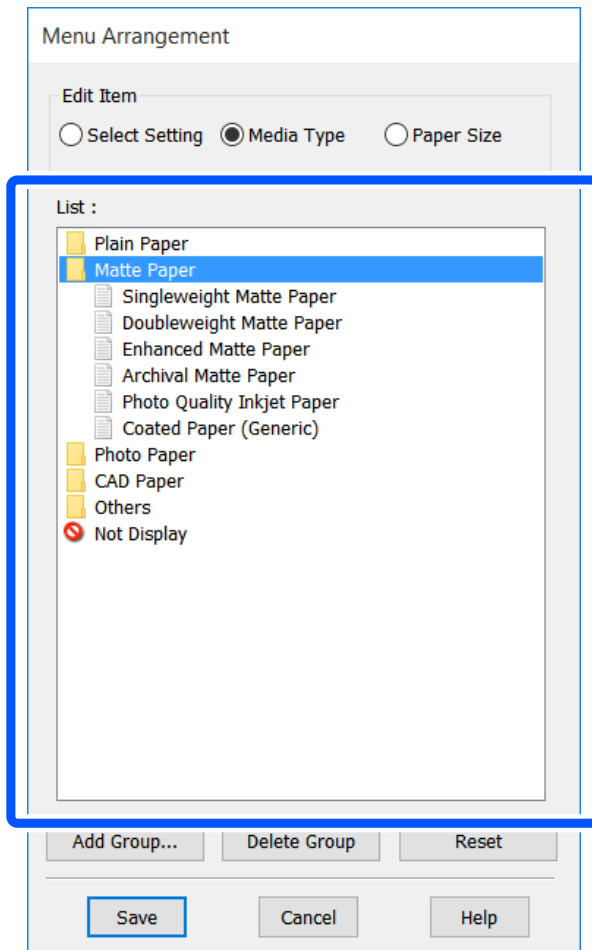 Menu Arrangement
Edit Item
Select Setting Media Type Paper Size
List :
Plain Paper
Matte Paper
Singleweight Matte Paper
Doubleweight Matte Paper
Enhanced Matte Paper
Archival Matte Paper
Photo Quality Inkjet Paper
Coated Paper (Generic)
Photo Paper
CAD Paper
Others
Not Display
Add Group... Delete Group Reset
Save Cancel Help